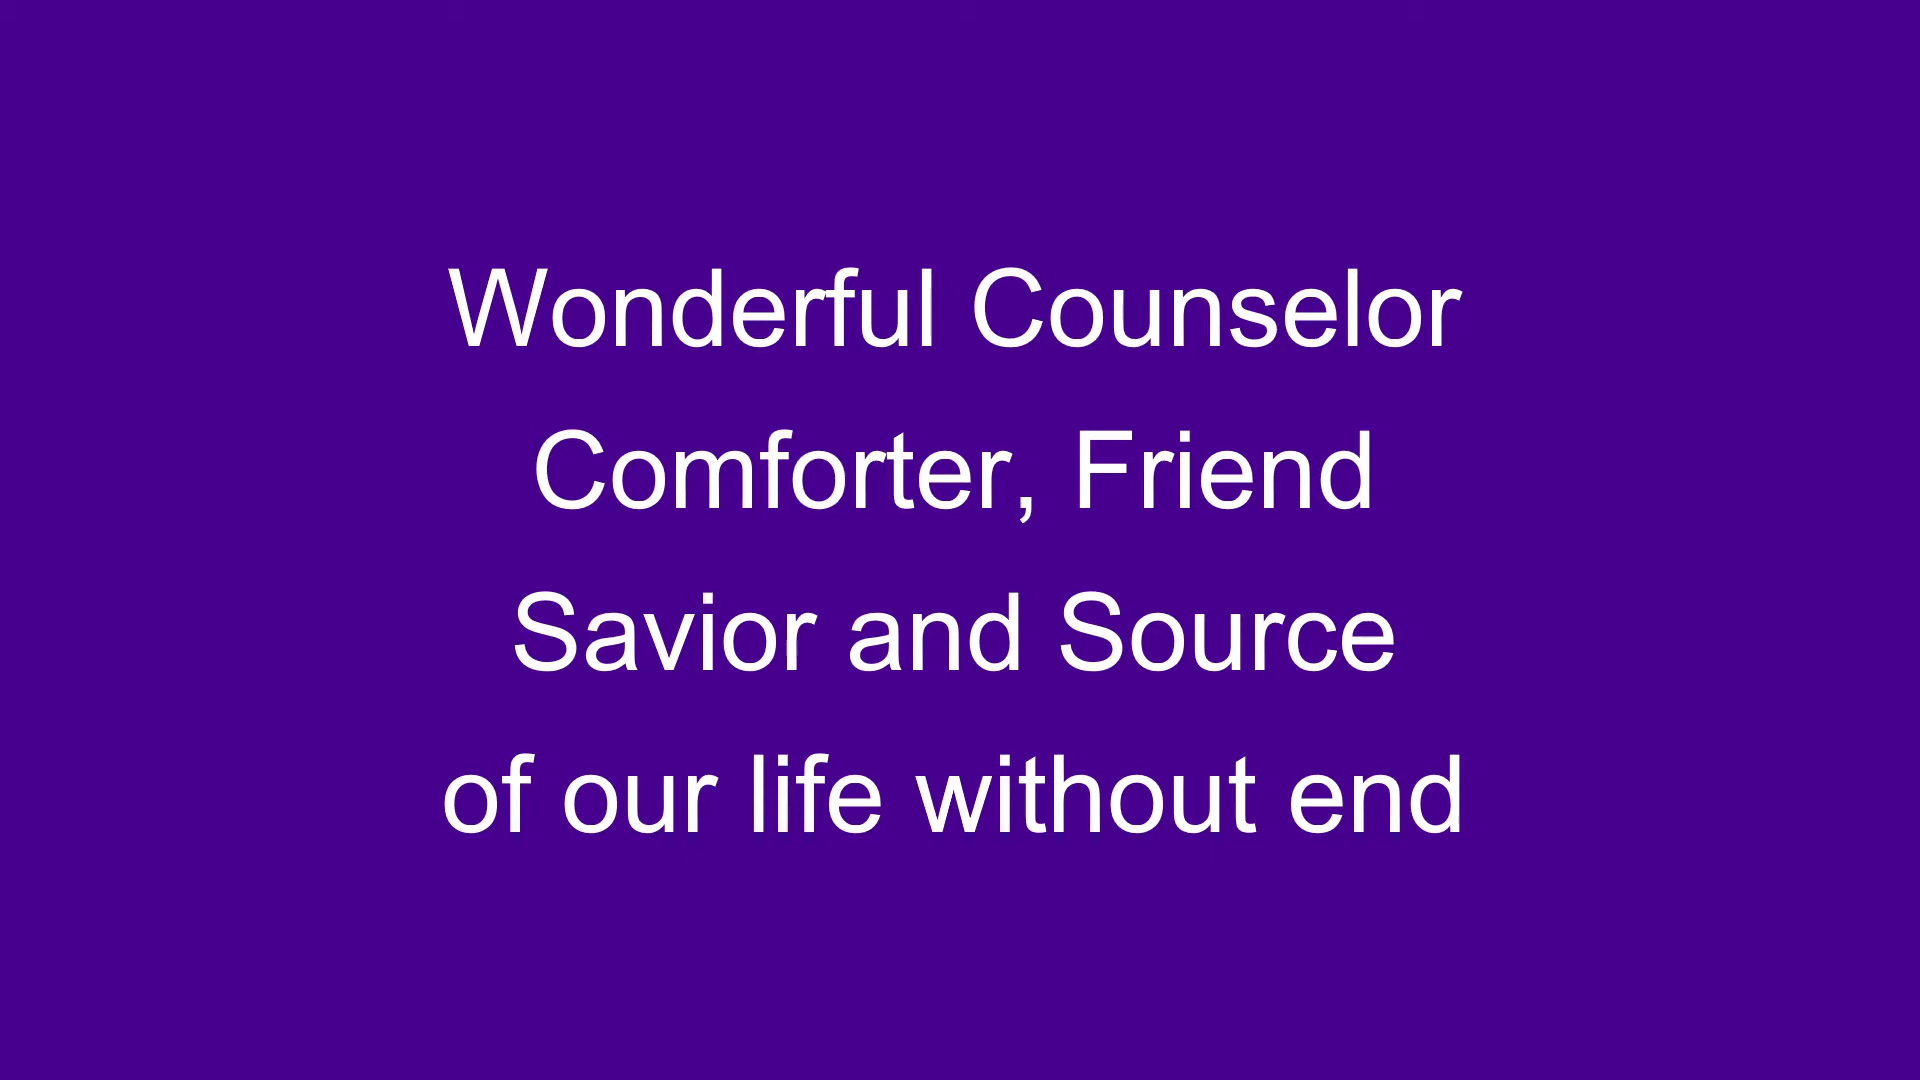 Wonderful Counselor
Comforter, Friend
Savior and Source
of our life without end